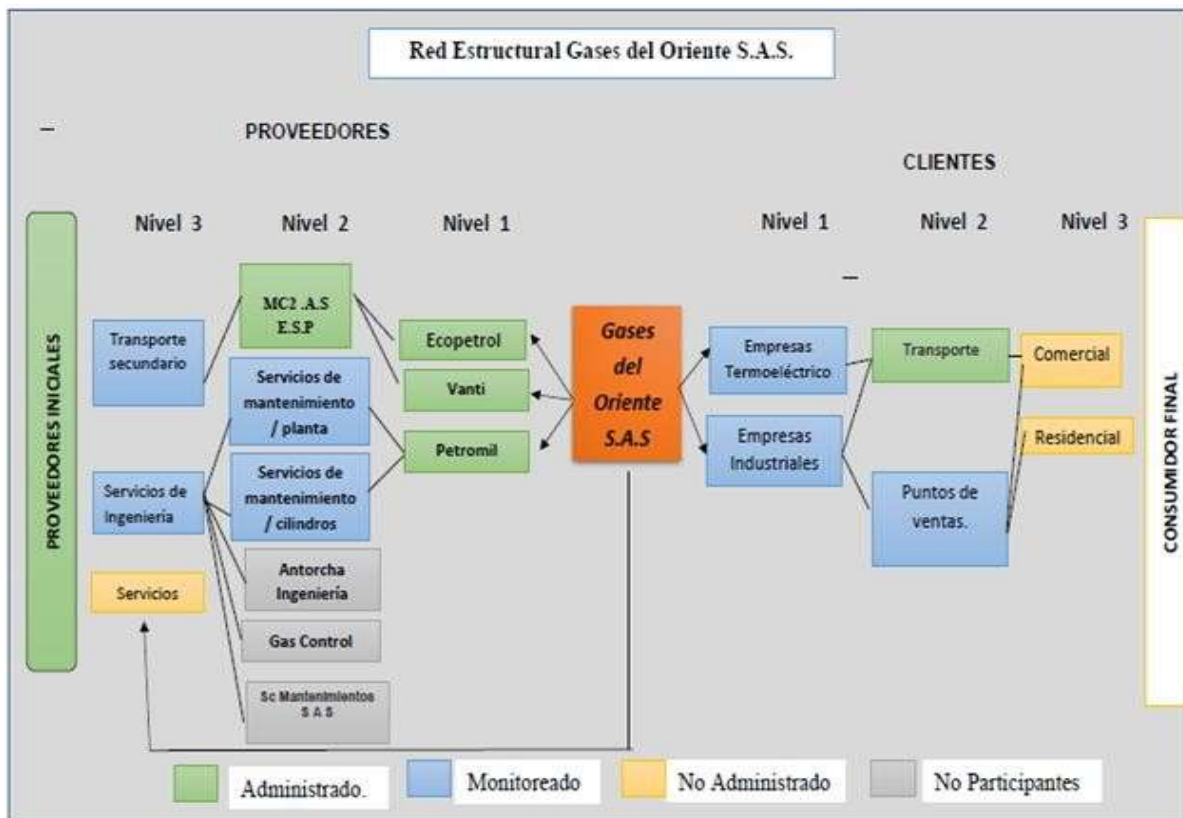 Red Estructural Gases del Oriente S.A.S.
PROVEEDORES
CLIENTES
Nivel 3
Nivel 2
Nivel 1
Nivel 1
Nivel 2
Nivel 3
PROVEEDORES INICIALES
Transporte
secundario
Servicios de
Ingeniería
Servicios
MC2 .A.S
E.S.P
Servicios de
mantenimiento
/ planta
Servicios de
mantenimiento
/ cilindros
Antorcha
Ingeniería
Gas Control
Sc Mantenimientos
S A S
Ecopetrol
Vanti
Petromil
Gases
del
Oriente
S.A.S
Empresas
Termoeléctrico
Empresas
Industriales
Transporte
Puntos de
ventas.
Comercial
Residencial
CONSUMIDOR FINAL
Administrado.
Monitoreado
No Administrado
No Participantes